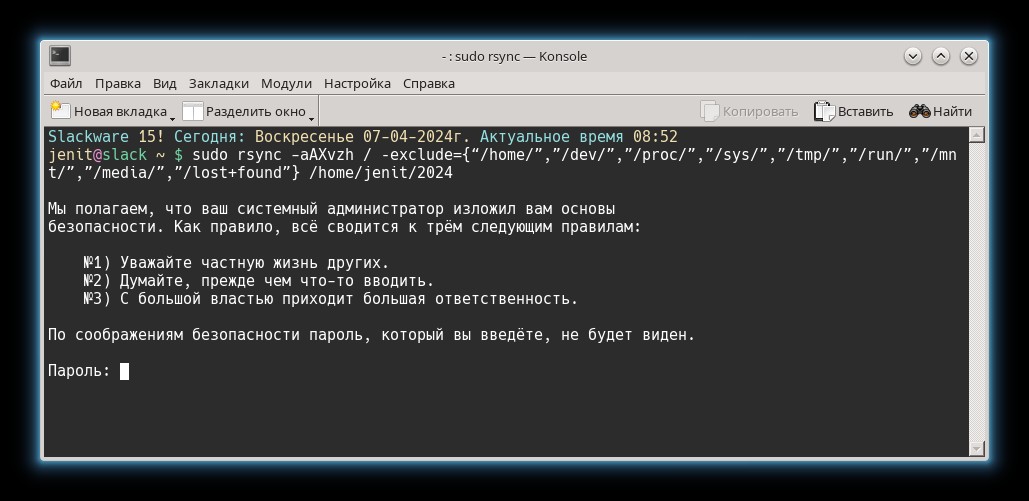 - : sudo rsync — Konsole
Файл Правка Вид Закладки Модули Настройка Справка
Новая вкладка Разделить окно Копировать Вставить Найти
Slackware 15! Сегодня: Воскресенье 07-04-2024г. Актуальное время 08:52
jenit@slack ~ $ sudo rsync -aAXvzh / -exclude={“/home/”,”/dev/”,”/proc/”,”/sys/”,”/tmp/”,”/run/”,”/mn
t/”,”/media/”,”/lost+found”} /home/jenit/2024
Мы полагаем, что ваш системный администратор изложил вам основы
безопасности. Как правило, всё сводится к трём следующим правилам:
№1) Уважайте частную жизнь других.
№2) Думайте, прежде чем что-то вводить.
№3) С большой властью приходит большая ответственность.
По соображениям безопасности пароль, который вы введёте, не будет виден.
Пароль: